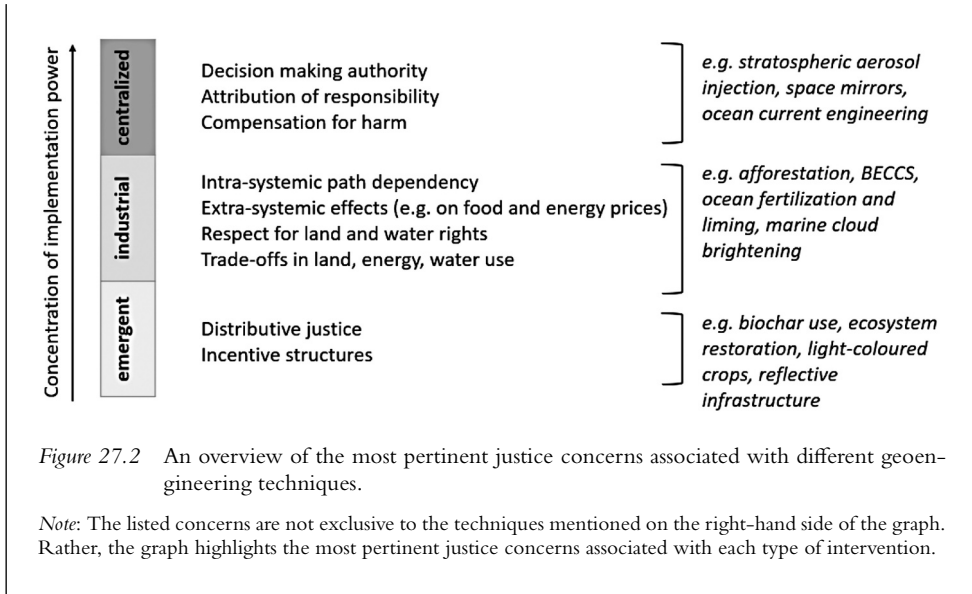 Concentration of implementation power
centralized
Decision making authority
Attribution of responsibility
Compensation for harm
e.g. stratospheric aerosol
injection, space mirrors,
ocean current engineering
industrial
Intra-systemic path dependency
Extra-systemic effects (e.g. on food and energy prices)
Respect for land and water rights
Trade-offs in land, energy, water use
e.g. afforestation, BECCS,
ocean fertilization and
liming, marine cloud
brightening
emergent
Distributive justice
Incentive structures
e.g. biochar use, ecosystem
restoration, light-coloured
crops, reflective
infrastructure
Figure 27.2 An overview of the most pertinent justice concerns associated with different geoen-
gineering techniques.
Note: The listed concerns are not exclusive to the techniques mentioned on the right-hand side of the graph.
Rather, the graph highlights the most pertinent justice concerns associated with each type of intervention.